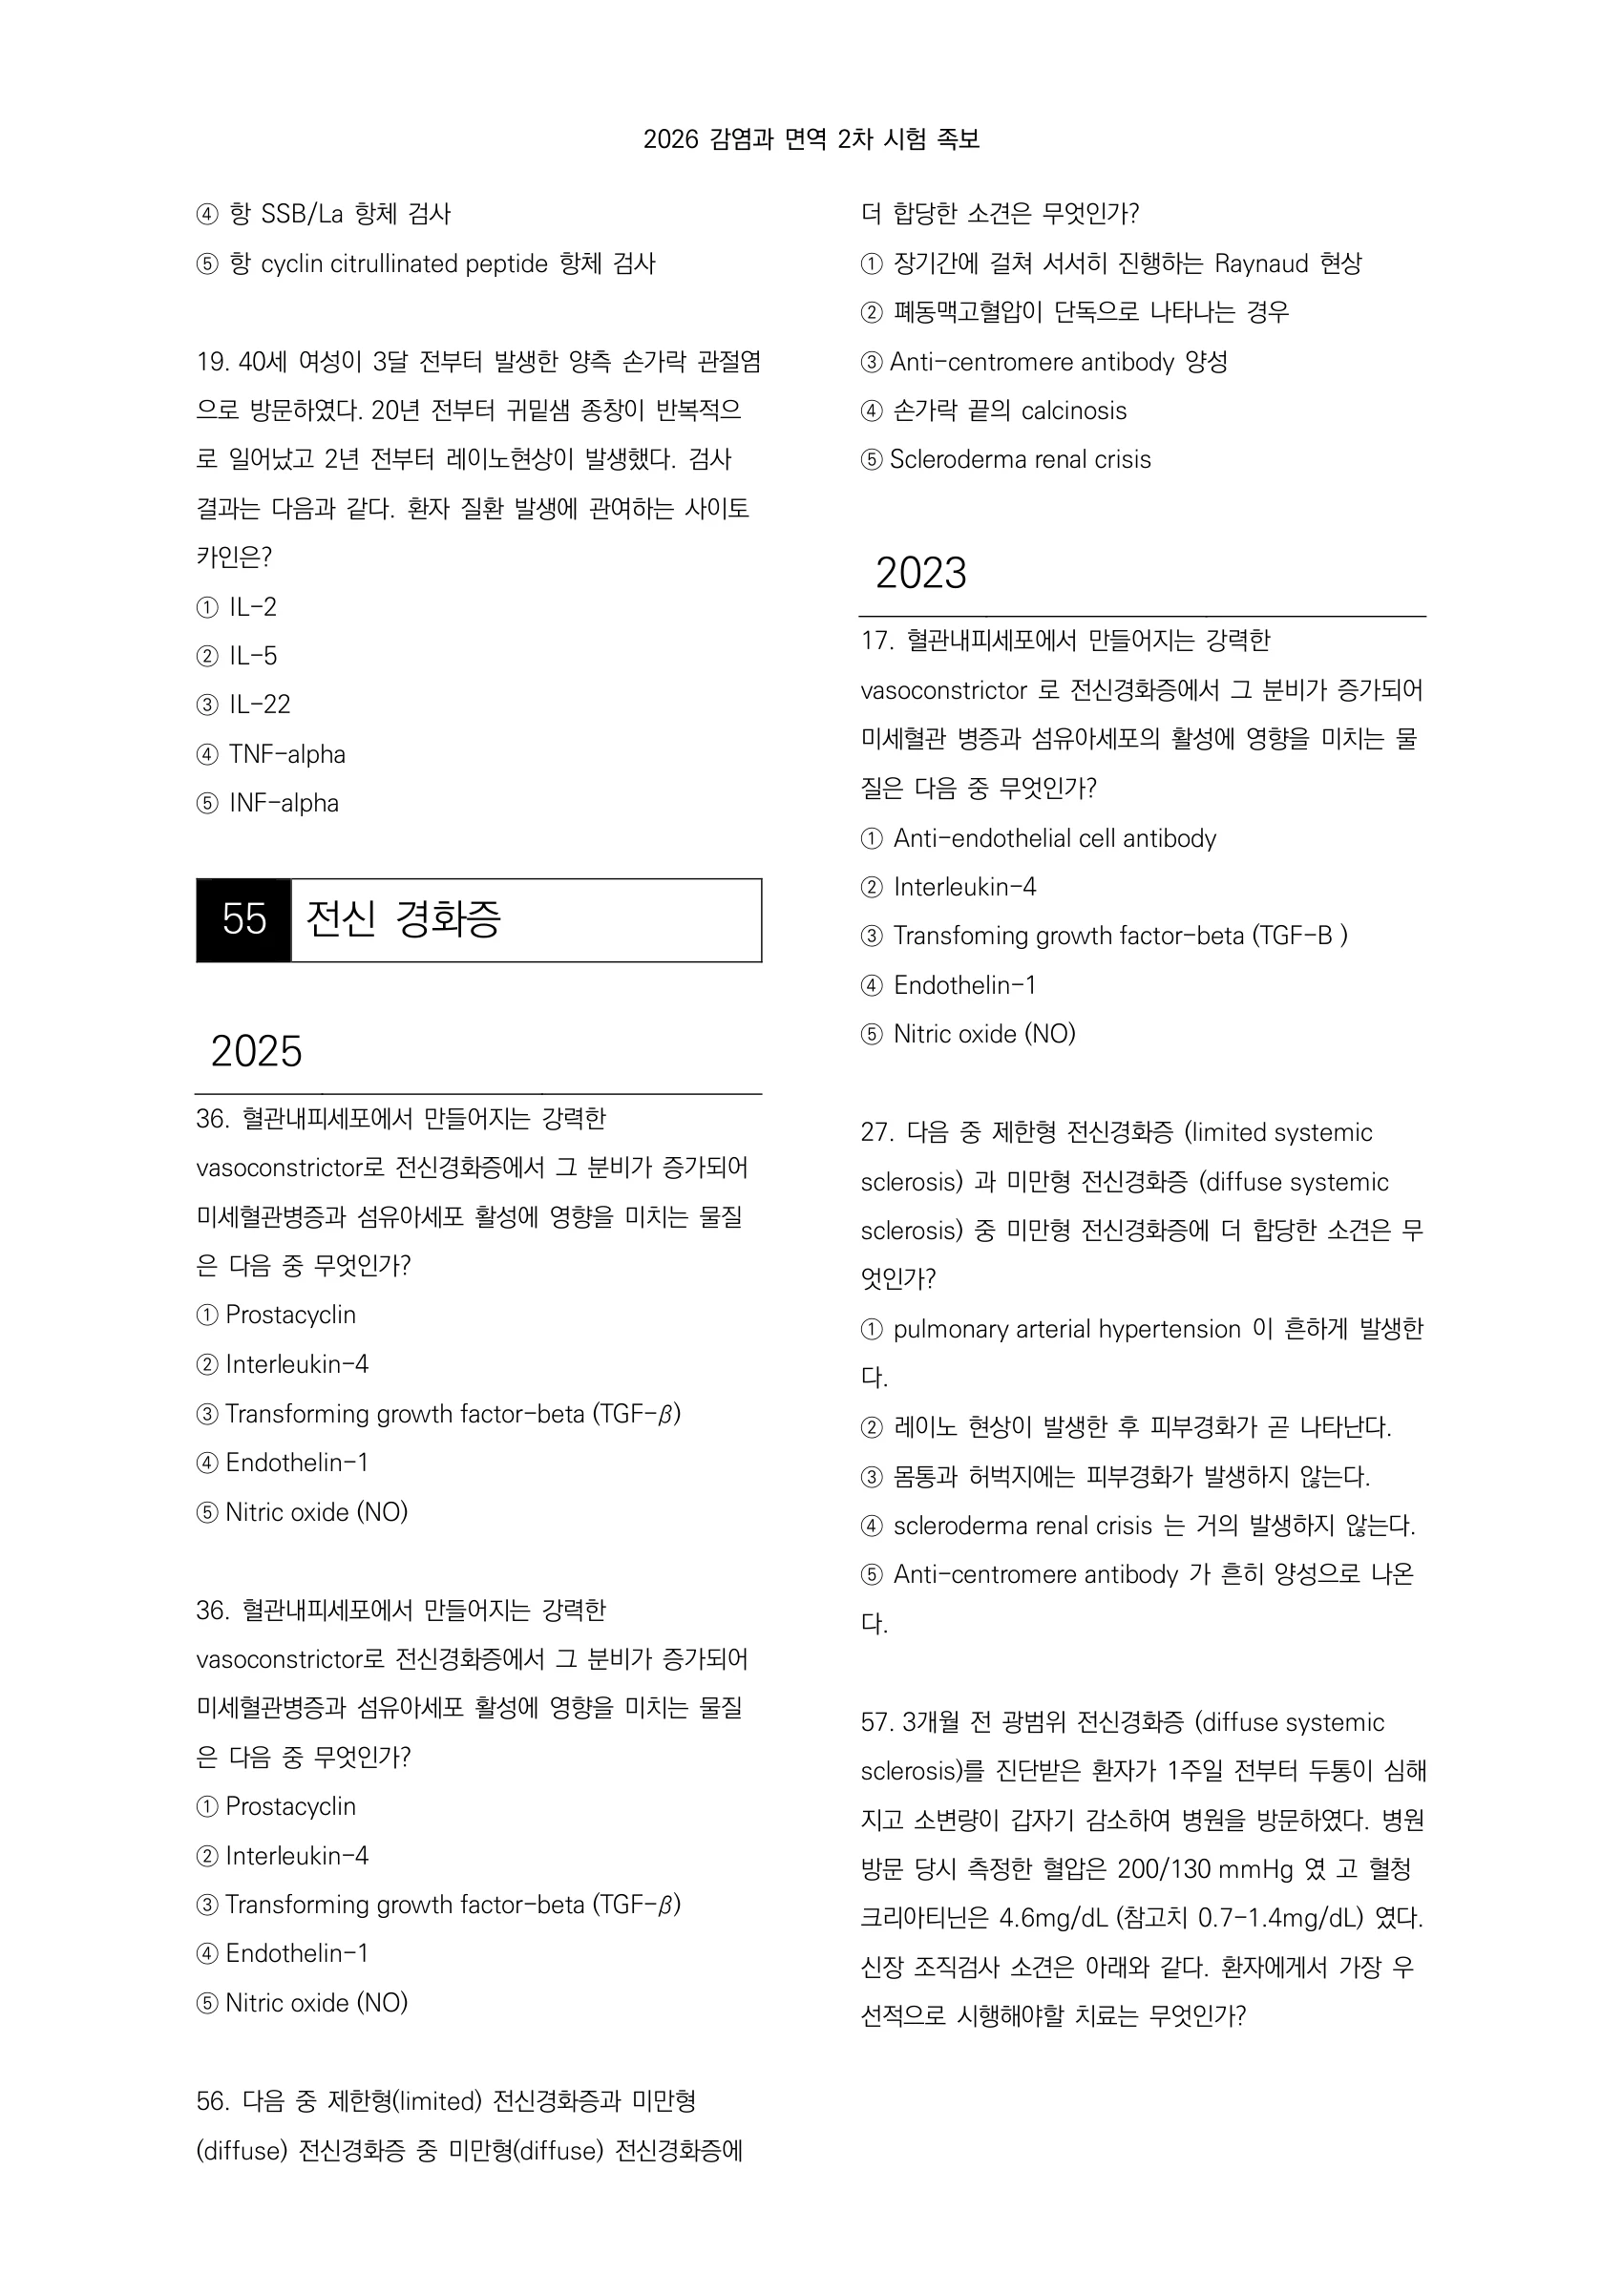 2026 감염과 면역 2차 시험 족보
④ 항 SSB/La 항체 검사
⑤ 항 cyclin citrullinated peptide 항체 검사
19. 40세 여성이 3달 전부터 발생한 양측 손가락 관절염
으로 방문하였다. 20년 전부터 귀밑샘 종창이 반복적으
로 일어났고 2년 전부터 레이노현상이 발생했다. 검사
결과는 다음과 같다. 환자 질환 발생에 관여하는 사이토
카인은?
① IL-2
② IL-5
③ IL-22
④ TNF-alpha
⑤ INF-alpha
55 전신 경화증
2025
36. 혈관내피세포에서 만들어지는 강력한
vasoconstrictor로 전신경화증에서 그 분비가 증가되어
미세혈관병증과 섬유아세포 활성에 영향을 미치는 물질
은 다음 중 무엇인가?
① Prostacyclin
② Interleukin-4
③ Transforming growth factor-beta (TGF-β)
④ Endothelin-1
⑤ Nitric oxide (NO)
36. 혈관내피세포에서 만들어지는 강력한
vasoconstrictor로 전신경화증에서 그 분비가 증가되어
미세혈관병증과 섬유아세포 활성에 영향을 미치는 물질
은 다음 중 무엇인가?
① Prostacyclin
② Interleukin-4
③ Transforming growth factor-beta (TGF-β)
④ Endothelin-1
⑤ Nitric oxide (NO)
56. 다음 중 제한형(limited) 전신경화증과 미만형
(diffuse) 전신경화증 중 미만형(diffuse) 전신경화증에
더 합당한 소견은 무엇인가?
① 장기간에 걸쳐 서서히 진행하는 Raynaud 현상
② 폐동맥고혈압이 단독으로 나타나는 경우
③ Anti-centromere antibody 양성
④ 손가락 끝의 calcinosis
⑤ Scleroderma renal crisis
2023
17. 혈관내피세포에서 만들어지는 강력한
vasoconstrictor 로 전신경화증에서 그 분비가 증가되어
미세혈관 병증과 섬유아세포의 활성에 영향을 미치는 물
질은 다음 중 무엇인가?
① Anti-endothelial cell antibody
② Interleukin-4
③ Transfoming growth factor-beta (TGF-B )
④ Endothelin-1
⑤ Nitric oxide (NO)
27. 다음 중 제한형 전신경화증 (limited systemic
sclerosis) 과 미만형 전신경화증 (diffuse systemic
sclerosis) 중 미만형 전신경화증에 더 합당한 소견은 무
엇인가?
① pulmonary arterial hypertension 이 흔하게 발생한
다.
② 레이노 현상이 발생한 후 피부경화가 곧 나타난다.
③ 몸통과 허벅지에는 피부경화가 발생하지 않는다.
④ scleroderma renal crisis 는 거의 발생하지 않는다.
⑤ Anti-centromere antibody 가 흔히 양성으로 나온
다.
57. 3개월 전 광범위 전신경화증 (diffuse systemic
sclerosis)를 진단받은 환자가 1주일 전부터 두통이 심해
지고 소변량이 갑자기 감소하여 병원을 방문하였다. 병원
방문 당시 측정한 혈압은 200/130 mmHg 였 고 혈청
크리아티닌은 4.6mg/dL (참고치 0.7-1.4mg/dL) 였다.
신장 조직검사 소견은 아래와 같다. 환자에게서 가장 우
선적으로 시행해야할 치료는 무엇인가?